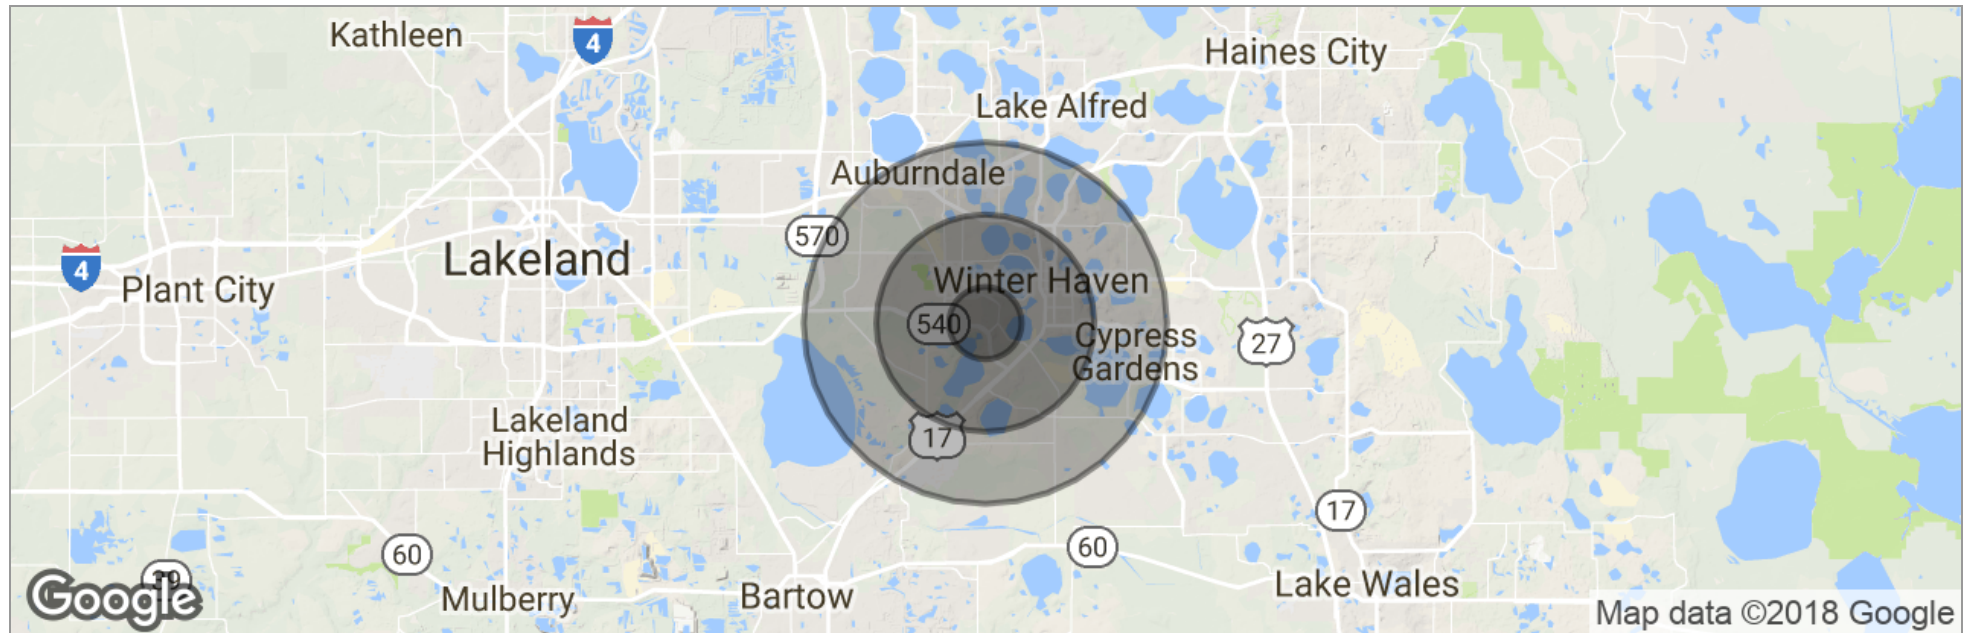 Kathleen
4
Haines City
Lake Alfred
Auburndale
570
Lakeland
4
Plant City
Winter Haven
540
Cypress
Gardens
27
Lakeland
Highlands
17
17
60
60
39
Google
Mulberry
Bartow
Lake Wales
Map data ©2018 Google